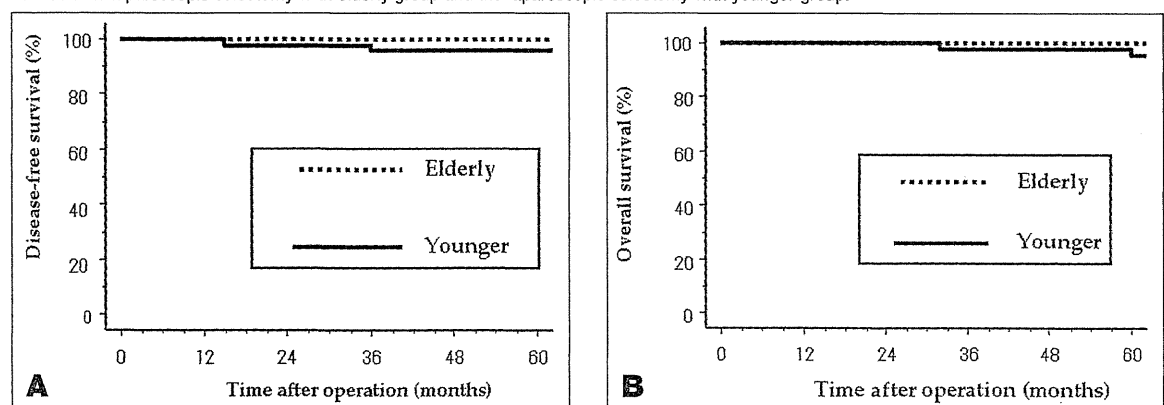 Disease-free survival (%)
100
80
60
40
20
0
Elderly
Younger
0 12 24 36 48 60
Time after operation (months)
A
Overall survival (%)
100
80
60
40
20
0
Elderly
Younger
0 12 24 36 48 60
Time after operation (months)
B